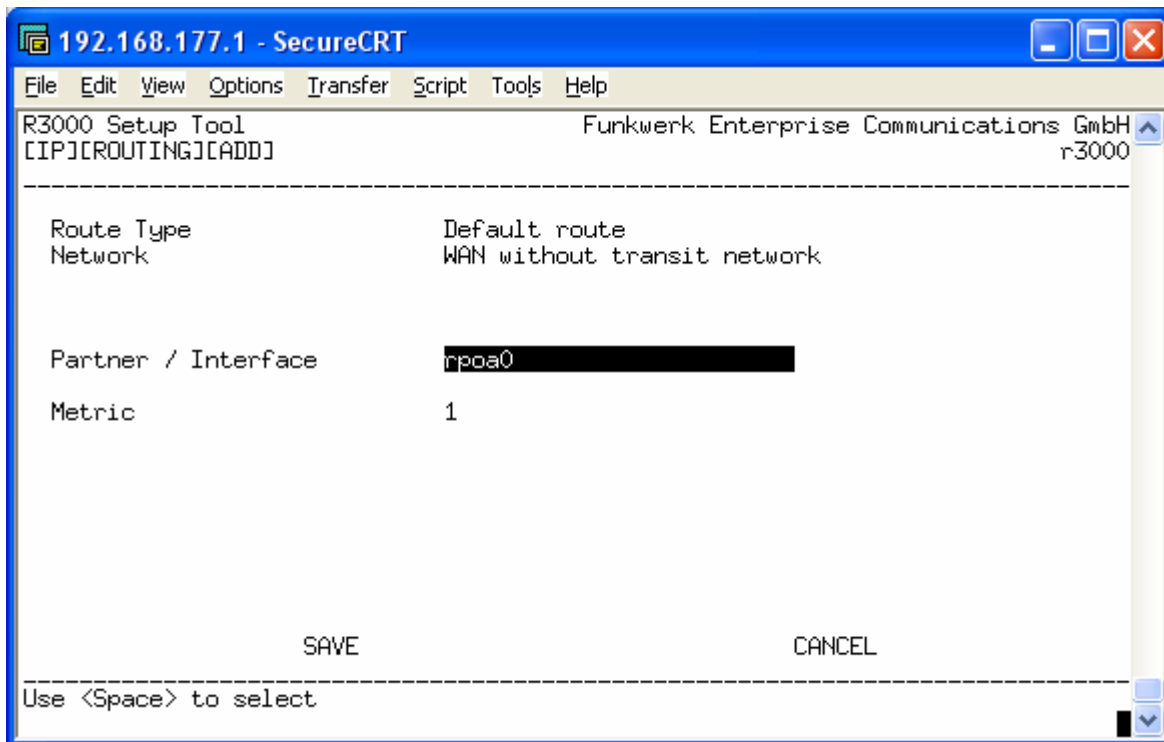 192.168.177.1 - SecureCRT
File Edit View Options Transfer Script Tools Help
R3000 Setup Tool Funkwerk Enterprise Communications GmbH
[IP][ROUTING][ADD] r3000
Route Type Default route
Network WAN without transit network
Partner / Interface rpoa0
Metric 1
SAVE CANCEL
Use <Space> to select